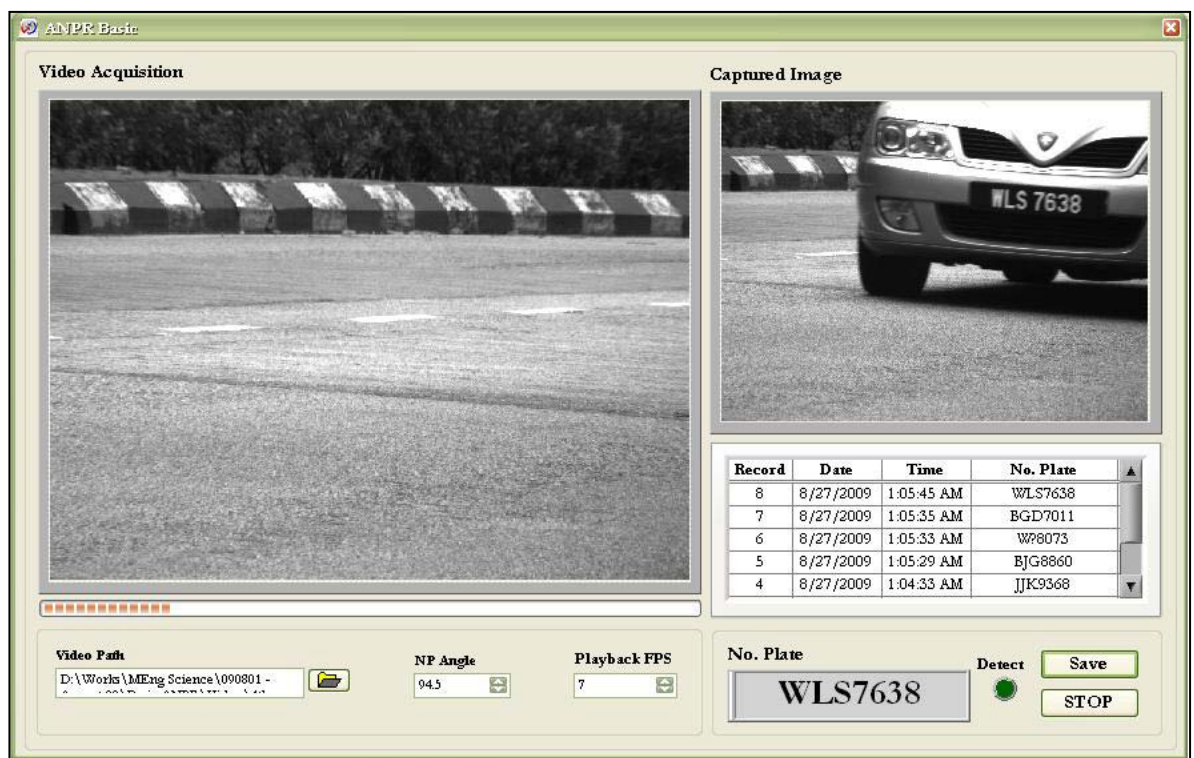 ANPR Basic
Video Acquisition
Captured Image
WLS 7638
Record Date Time No. Plate
8 8/27/2009 1:05:45 AM WLS7638
7 8/27/2009 1:05:35 AM BGD7011
6 8/27/2009 1:05:33 AM WP8073
5 8/27/2009 1:05:29 AM BJG8860
4 8/27/2009 1:04:33 AM JJK9368
Video Path
D:\Works\MEng Science\090801 -
NP Angle
94.5
Playback FPS
7
No. Plate
WLS7638
Detect
Save
STOP